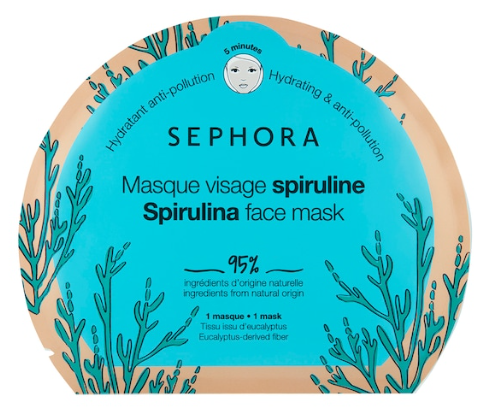 5 minutes
Hydratant anti-pollution
Hydrating & anti-pollution
SEPHORA
Masque visage spiruline
Spirulina face mask
95%
ingrédients d'origine naturelle
ingredients from natural origin
1 masque • 1 mask
Tissu issu d'eucalyptus
Eucalyptus-derived fiber